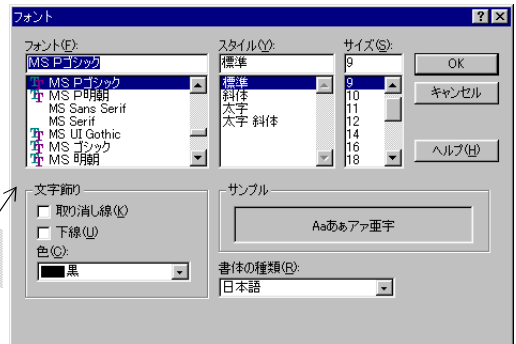 フォント
フォント(F):
MS Pゴシック
MS Pゴシック
MS P明朝
MS Sans Serif
MS Serif
MS UI Gothic
MS ゴシック
MS 明朝
スタイル(Y):
標準
標準
斜体
太字
太字 斜体
サイズ(S):
9
9
10
11
12
14
16
18
OK
キャンセル
ヘルプ(H)
文字飾り
取り消し線(K)
下線(U)
色(C):
黒
サンプル
Aaあぁアァ亜宇
書体の種類(R):
日本語